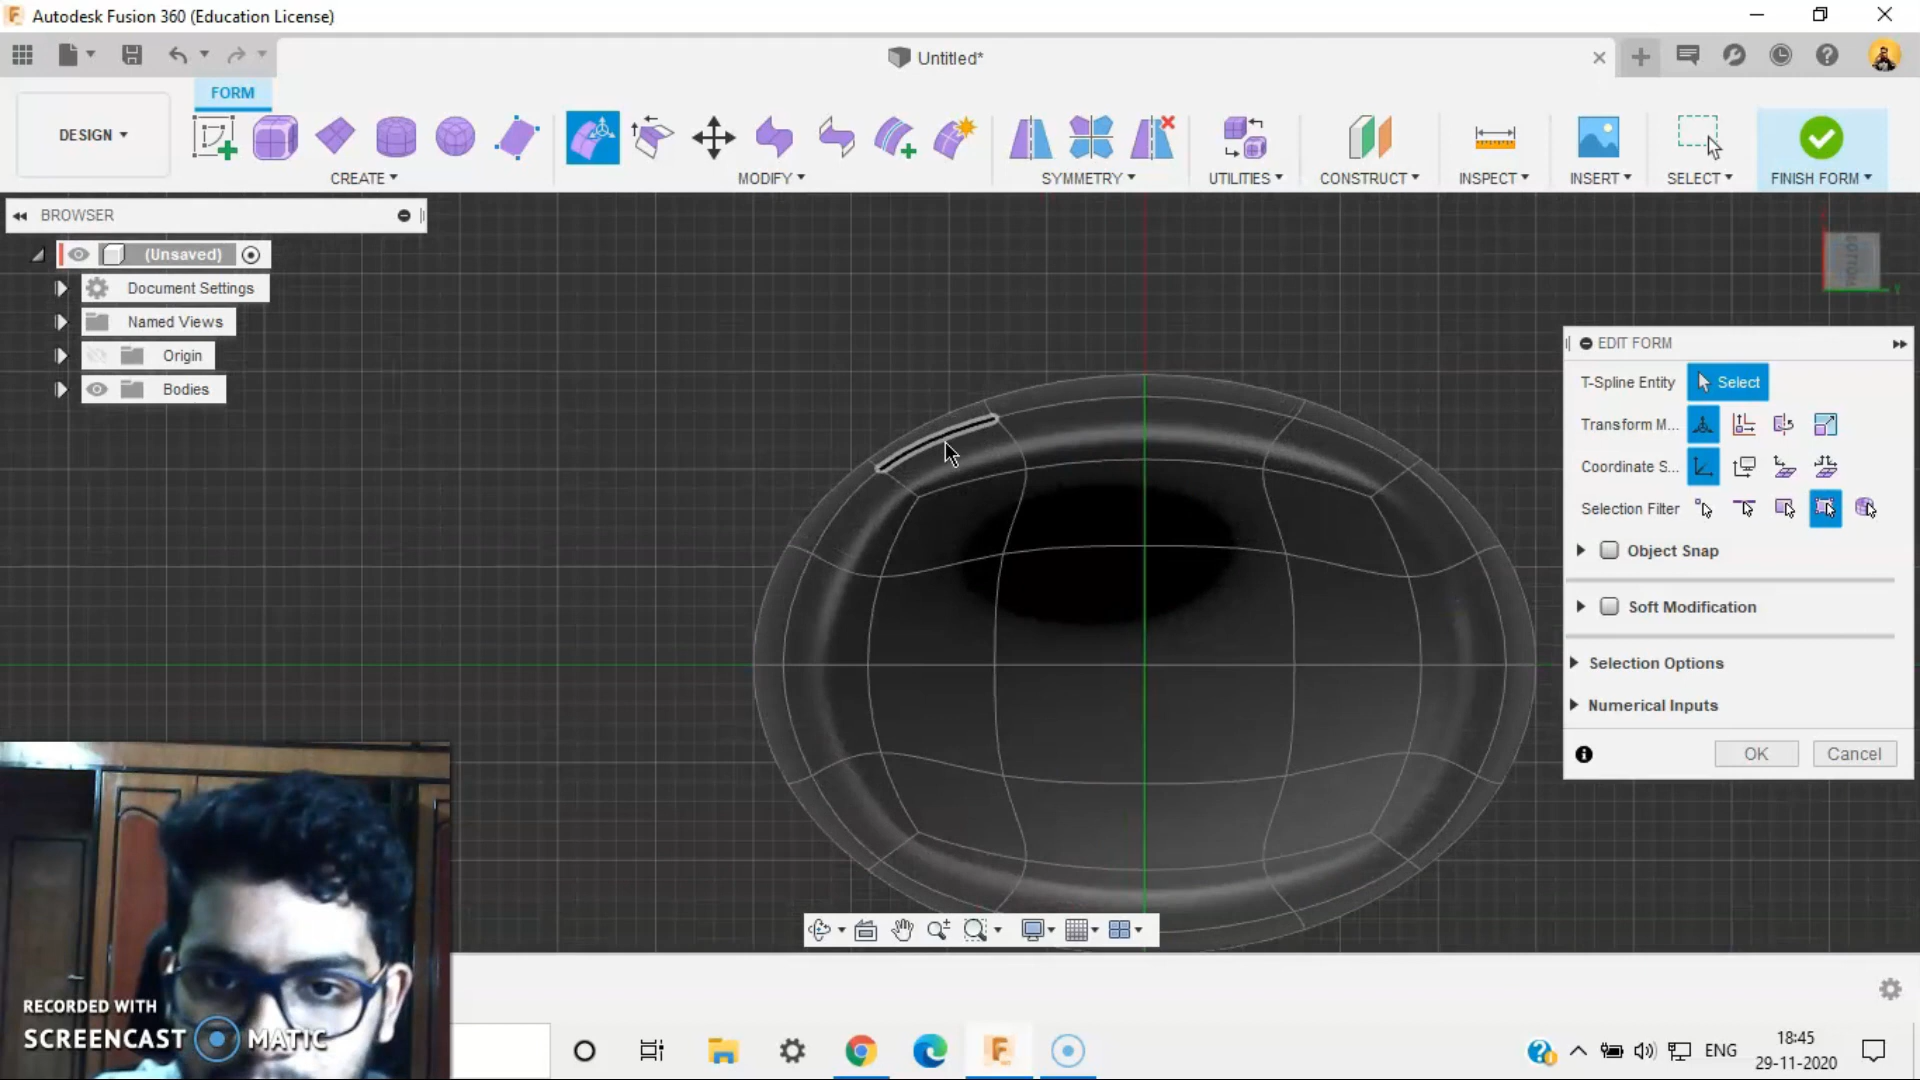 Autodesk Fusion 360 (Education License)
Untitled*
FORM
DESIGN
CREATE
MODIFY
SYMMETRY
UTILITIES
CONSTRUCT
INSPECT
INSERT
SELECT
FINISH FORM
BROWSER
(Unsaved)
Document Settings
Named Views
Origin
Bodies
BOTTOM
EDIT FORM
T-Spline Entity
Select
Transform M...
Coordinate S...
Selection Filter
Object Snap
Soft Modification
Selection Options
Numerical Inputs
OK
Cancel
RECORDED WITH
SCREENCAST MATIC
ENG
18:45
29-11-2020